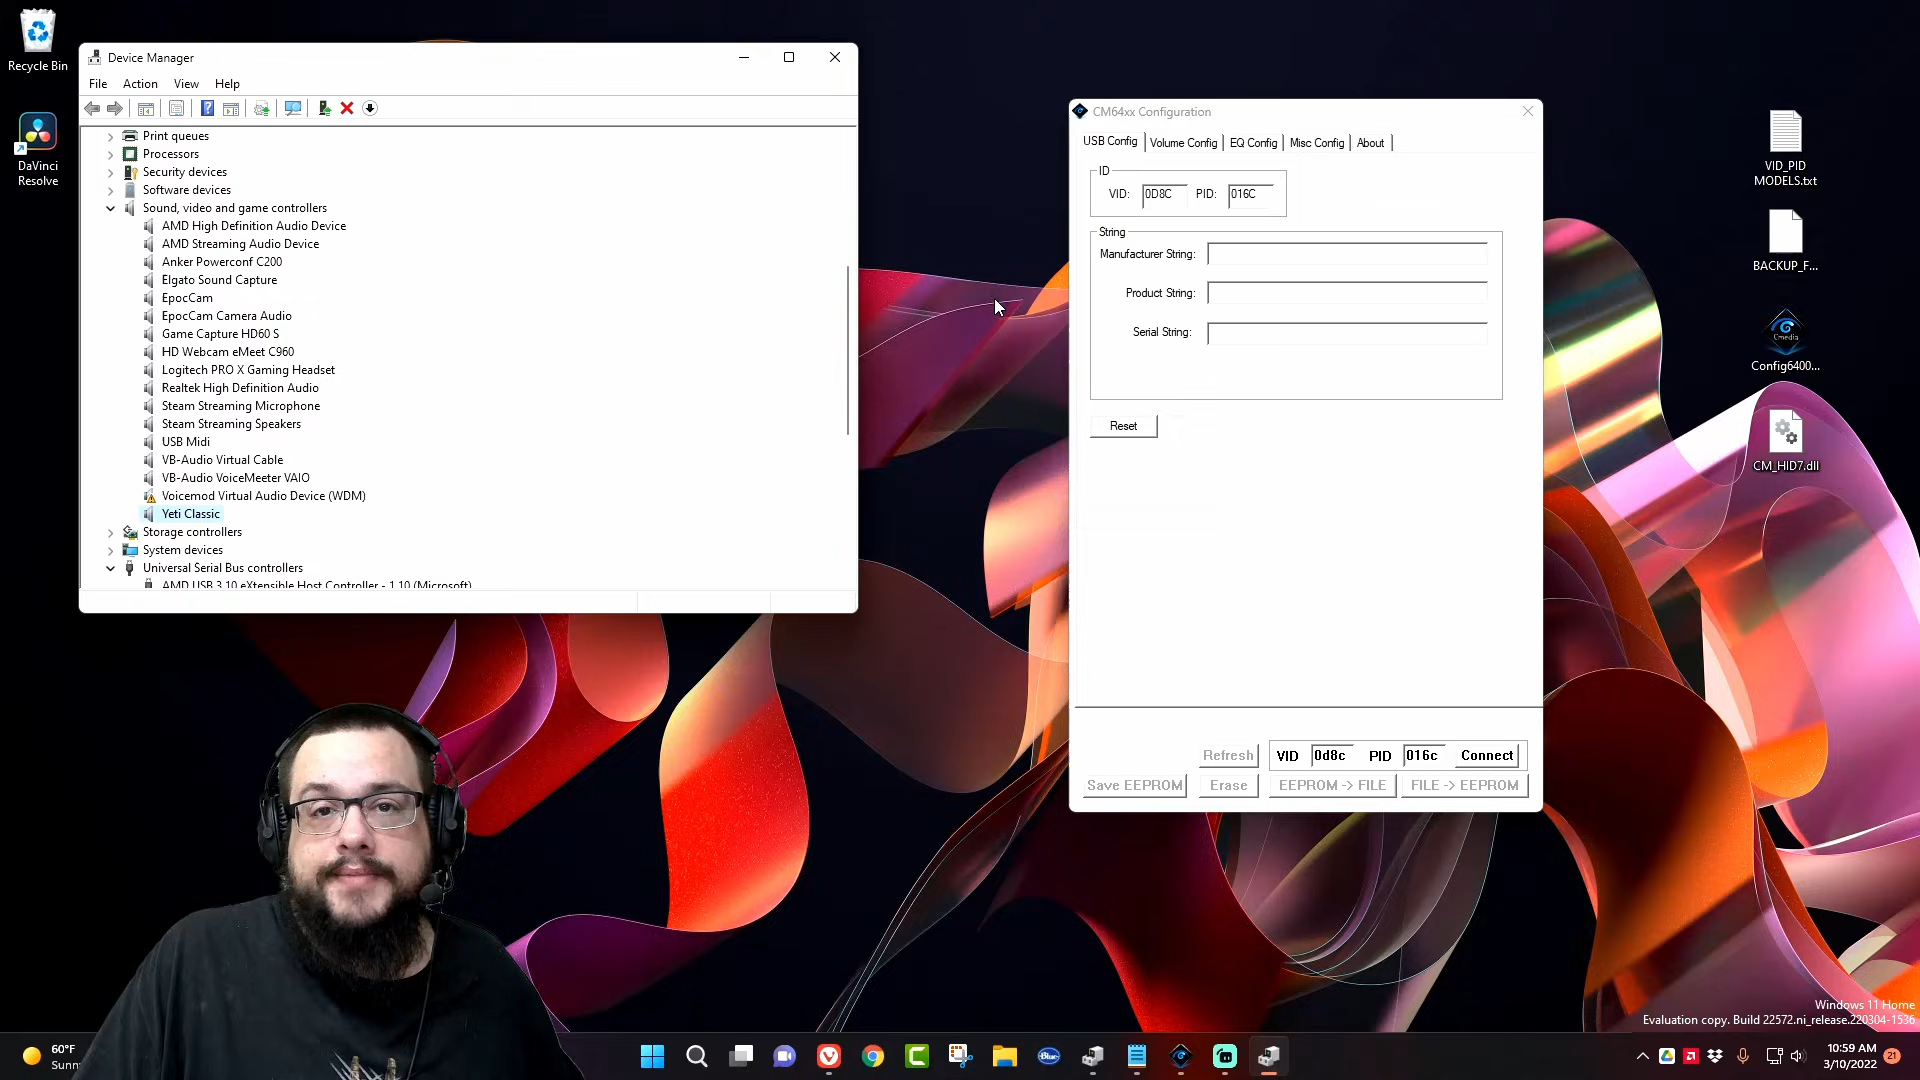 Recycle Bin
DaVinci
Resolve
Device Manager
File Action View Help
Print queues
Processors
Security devices
Software devices
Sound, video and game controllers
AMD High Definition Audio Device
AMD Streaming Audio Device
Anker Powerconf C200
Elgato Sound Capture
EpocCam
EpocCam Camera Audio
Game Capture HD60 S
HD Webcam eMeet C960
Logitech PRO X Gaming Headset
Realtek High Definition Audio
Steam Streaming Microphone
Steam Streaming Speakers
USB Midi
VB-Audio Virtual Cable
VB-Audio VoiceMeeter VAIO
Voicemod Virtual Audio Device (WDM)
Yeti Classic
Storage controllers
System devices
Universal Serial Bus controllers
AMD USB 3.10 eXtensible Host Controller - 1.10 (Microsoft)
CM64xx Configuration
USB Config Volume Config EQ Config Misc Config About
ID
VID: 0D8C PID: 016C
String
Manufacturer String:
Product String:
Serial String:
Reset
Refresh VID 0d8c PID 016c Connect
Save EEPROM Erase EEPROM -> FILE FILE -> EEPROM
VID_PID
MODELS.txt
BACKUP_F...
Cmedia
Config6400...
CM_HID7.dll
Windows 11 Home
Evaluation copy. Build 22572.ni_release.220304-1536
60°F
Sunn
Blue
10:59 AM
3/10/2022
21